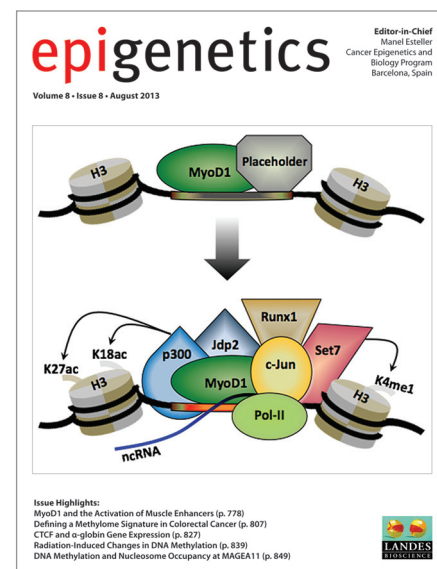 epigenetics
Editor-in-Chief
Manel Esteller
Cancer Epigenetics and
Biology Program
Barcelona, Spain
Volume 8 • Issue 8 • August 2013
H3
MyoD1
Placeholder
H3
Runx1
Jdp2
p300
K18ac
K27ac
H3
MyoD1
c-Jun
Set7
K4me1
H3
Pol-II
ncRNA
Issue Highlights:
MyoD1 and the Activation of Muscle Enhancers (p. 778)
Defining a Methylome Signature in Colorectal Cancer (p. 807)
CTCF and α-globin Gene Expression (p. 827)
Radiation-Induced Changes in DNA Methylation (p. 839)
DNA Methylation and Nucleosome Occupancy at MAGEA11 (p. 849)
LANDES
BIOSCIENCE